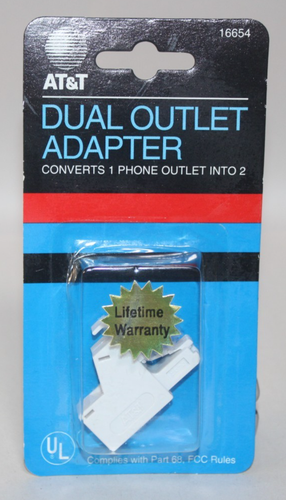 16654
AT&T
DUAL OUTLET
ADAPTER
CONVERTS 1 PHONE OUTLET INTO 2
Lifetime
Warranty
UL
Complies with Part 68, FCC Rules